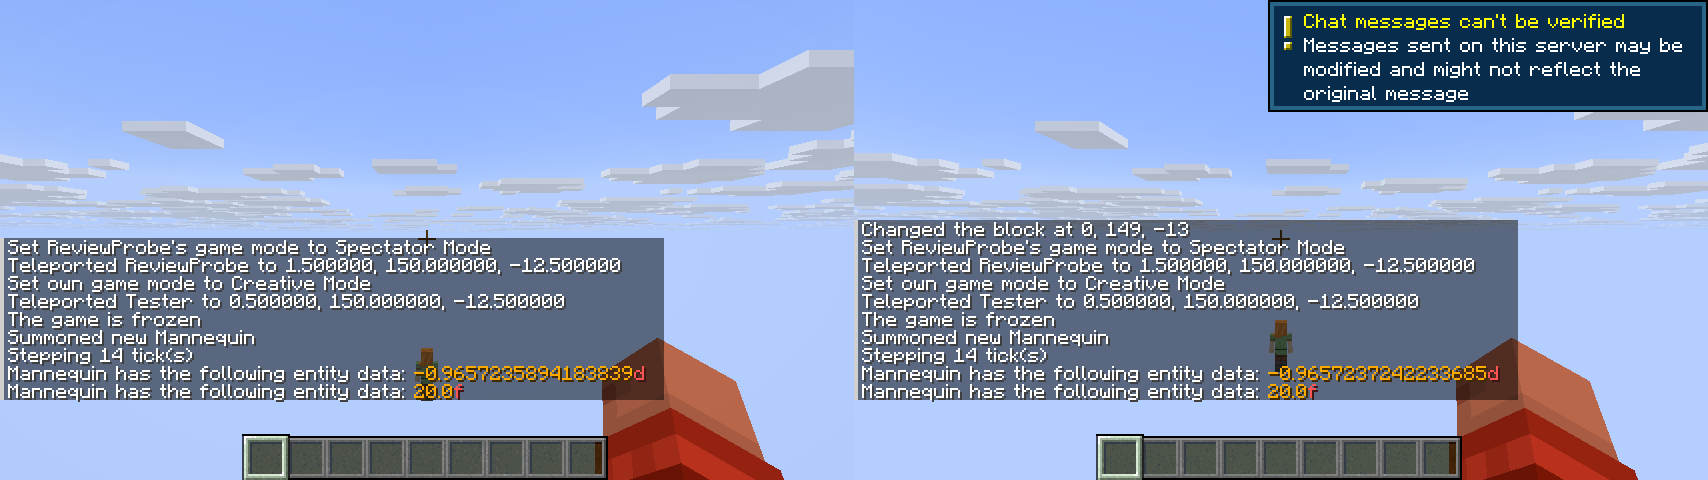 Set ReviewProbe's game mode to Spectator Mode
Teleported ReviewProbe to 1.500000, 150.000000, -12.500000
Set own game mode to Creative Mode
Teleported Tester to 0.500000, 150.000000, -12.500000
The game is frozen
Summoned new Mannequin
Stepping 14 tick(s)
Mannequin has the following entity data: -0.9657235894183839d
Mannequin has the following entity data: 20.0f
Chat messages can't be verified
Messages sent on this server may be
modified and might not reflect the
original message
Changed the block at 0, 149, -13
Set ReviewProbe's game mode to Spectator Mode
Teleported ReviewProbe to 1.500000, 150.000000, -12.500000
Set own game mode to Creative Mode
Teleported Tester to 0.500000, 150.000000, -12.500000
The game is frozen
Summoned new Mannequin
Stepping 14 tick(s)
Mannequin has the following entity data: -0.9657237242233685d
Mannequin has the following entity data: 20.0f